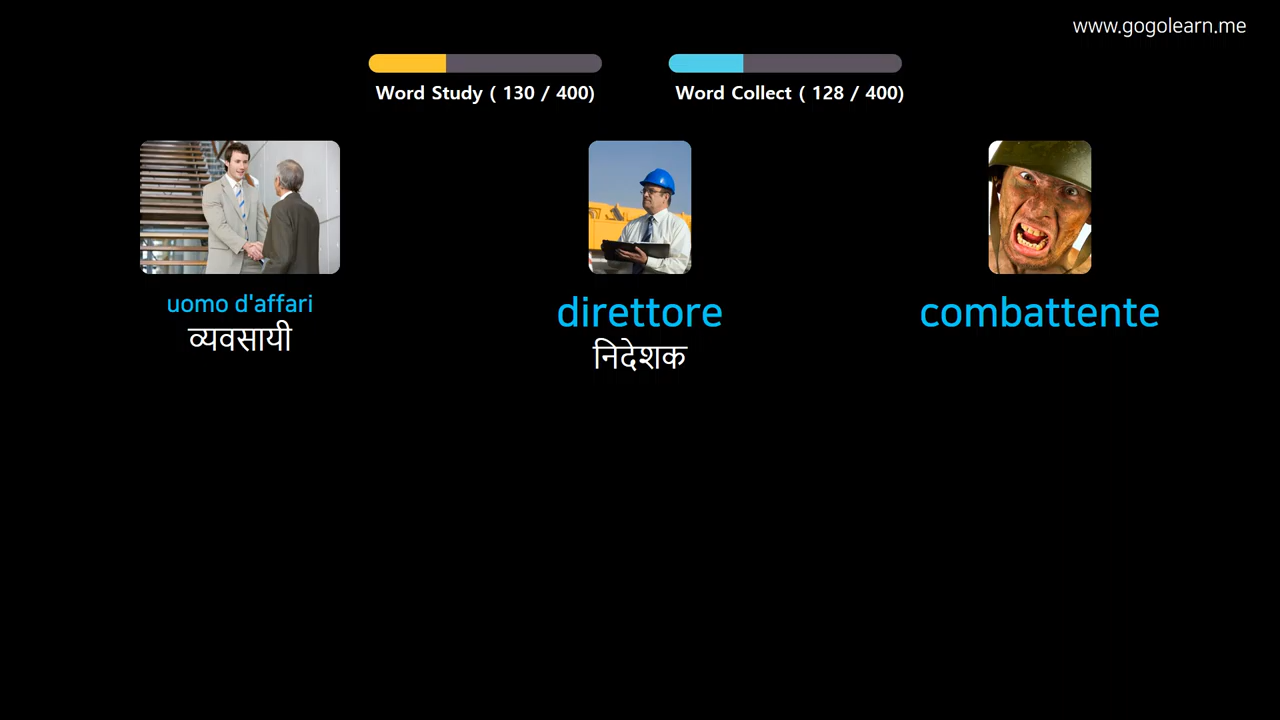 www.gogolearn.me
Word Study ( 130 / 400)
Word Collect ( 128 / 400)
uomo d'affari
व्यवसायी
direttore
निदेशक
combattente